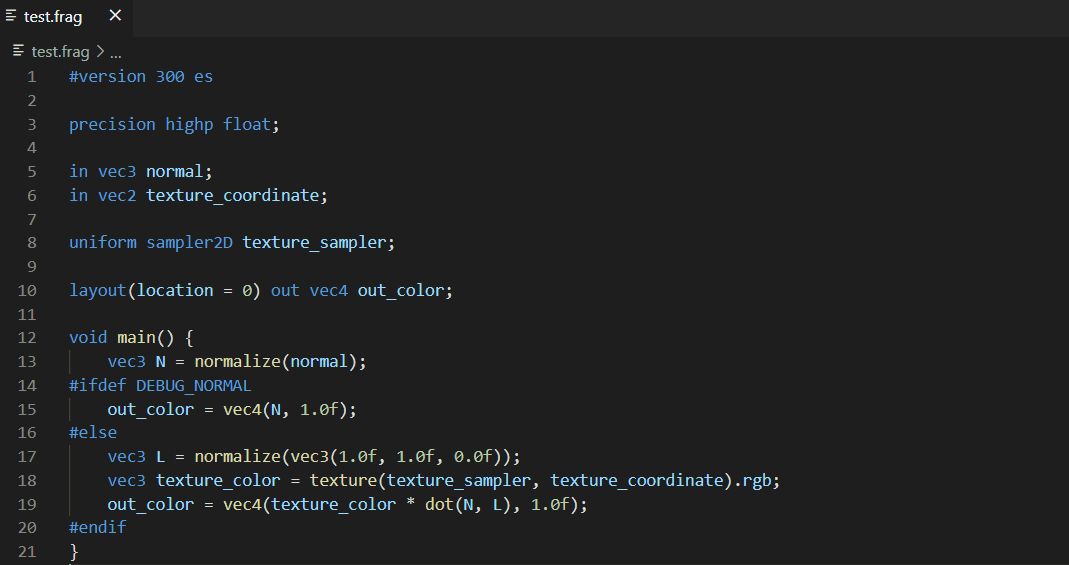 test.frag ×
test.frag > ...
1 #version 300 es
2
3 precision highp float;
4
5 in vec3 normal;
6 in vec2 texture_coordinate;
7
8 uniform sampler2D texture_sampler;
9
10 layout(location = 0) out vec4 out_color;
11
12 void main() {
13     vec3 N = normalize(normal);
14 #ifdef DEBUG_NORMAL
15     out_color = vec4(N, 1.0f);
16 #else
17     vec3 L = normalize(vec3(1.0f, 1.0f, 0.0f));
18     vec3 texture_color = texture(texture_sampler, texture_coordinate).rgb;
19     out_color = vec4(texture_color * dot(N, L), 1.0f);
20 #endif
21 }